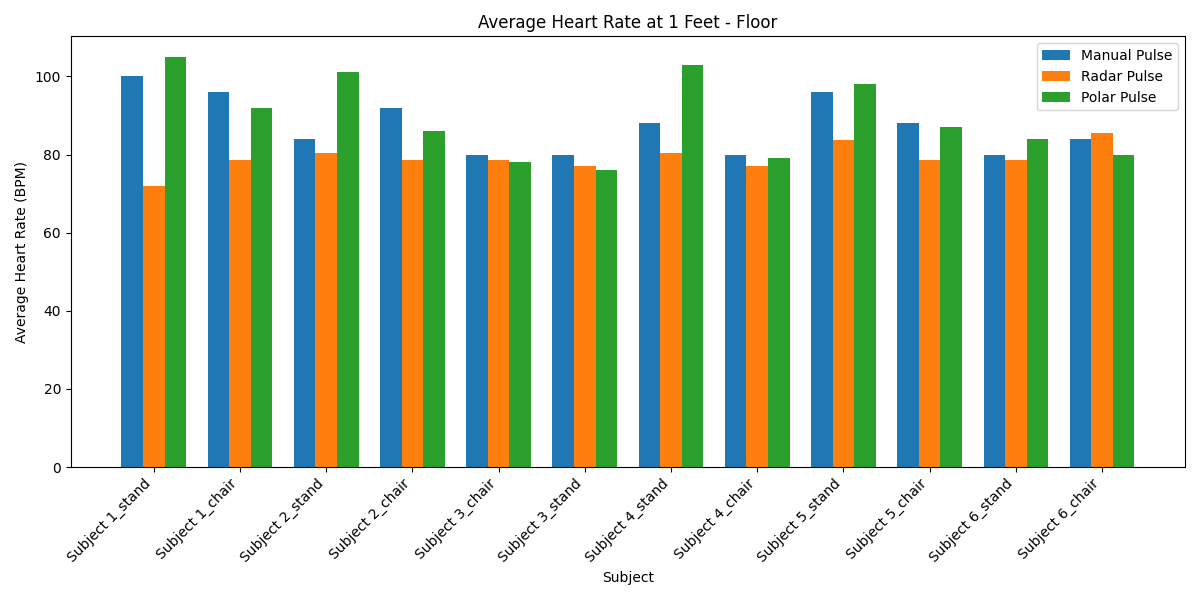 Average Heart Rate at 1 Feet - Floor
Manual Pulse
Radar Pulse
Polar Pulse
Average Heart Rate (BPM)
100
80
60
40
20
0
Subject 1_stand
Subject 1_chair
Subject 2_stand
Subject 2_chair
Subject 3_chair
Subject 3_stand
Subject 4_stand
Subject 4_chair
Subject 5_stand
Subject 5_chair
Subject 6_stand
Subject 6_chair
Subject